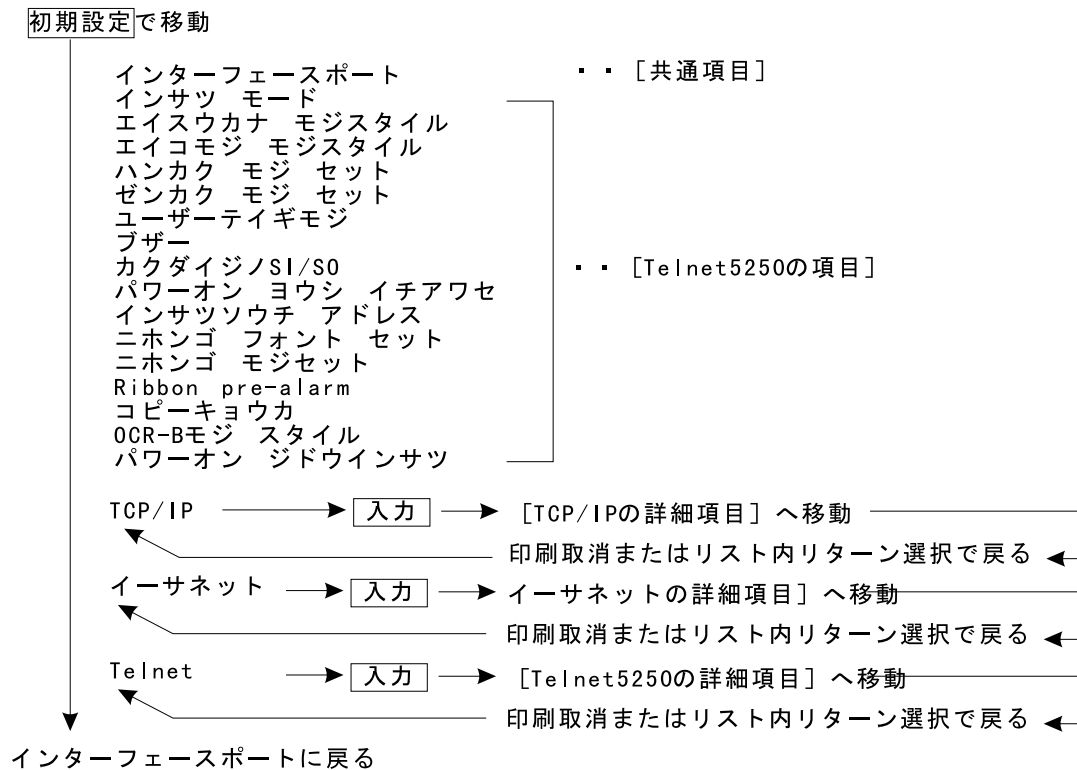 初期設定で移動
インターフェースポート ・・［共通項目］
インサツ モード
エイスウカナ モジスタイル
エイコモジ モジスタイル
ハンカク モジ セット
ゼンカク モジ セット
ユーザーテイギモジ
ブザー
カクダイジノSI/SO ・・［Telnet5250の項目］
パワーオン ヨウシ イチアワセ
インサツソウチ アドレス
ニホンゴ フォント セット
ニホンゴ モジセット
Ribbon pre-alarm
コピーキョウカ
OCR-Bモジ スタイル
パワーオン ジドウインサツ
TCP/IP 入力 ［TCP/IPの詳細項目］へ移動
印刷取消またはリスト内リターン選択で戻る
イーサネット 入力 イーサネットの詳細項目］へ移動
印刷取消またはリスト内リターン選択で戻る
Telnet 入力 ［Telnet5250の詳細項目］へ移動
印刷取消またはリスト内リターン選択で戻る
インターフェースポートに戻る